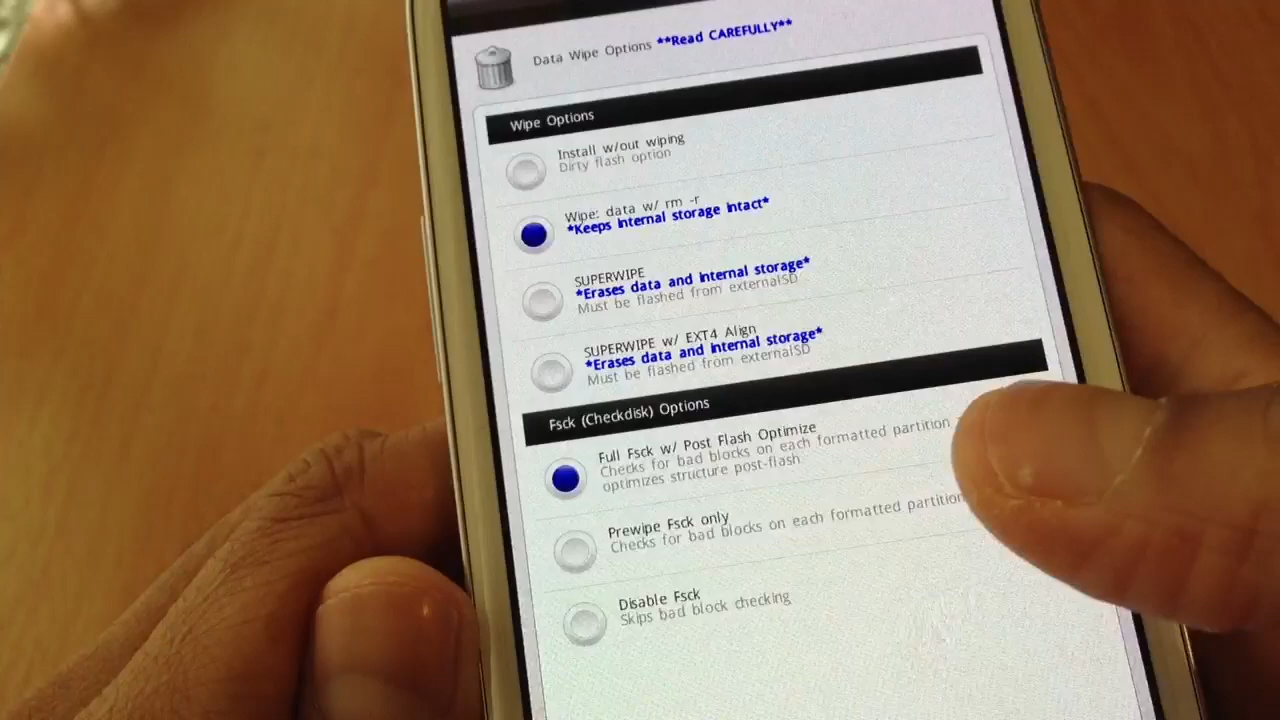 Data Wipe Options **Read CAREFULLY**
Wipe Options
Install w/out wiping
Dirty flash option
Wipe: data w/ rm -r
*Keeps internal storage intact*
SUPERWIPE
*Erases data and internal storage*
Must be flashed from externalSD
SUPERWIPE w/ EXT4 Align
*Erases data and internal storage*
Must be flashed from externalSD
Fsck (Checkdisk) Options
Full Fsck w/ Post Flash Optimize
Checks for bad blocks on each formatted partition
optimizes structure post-flash
Prewipe Fsck only
Checks for bad blocks on each formatted partition
Disable Fsck
Skips bad block checking